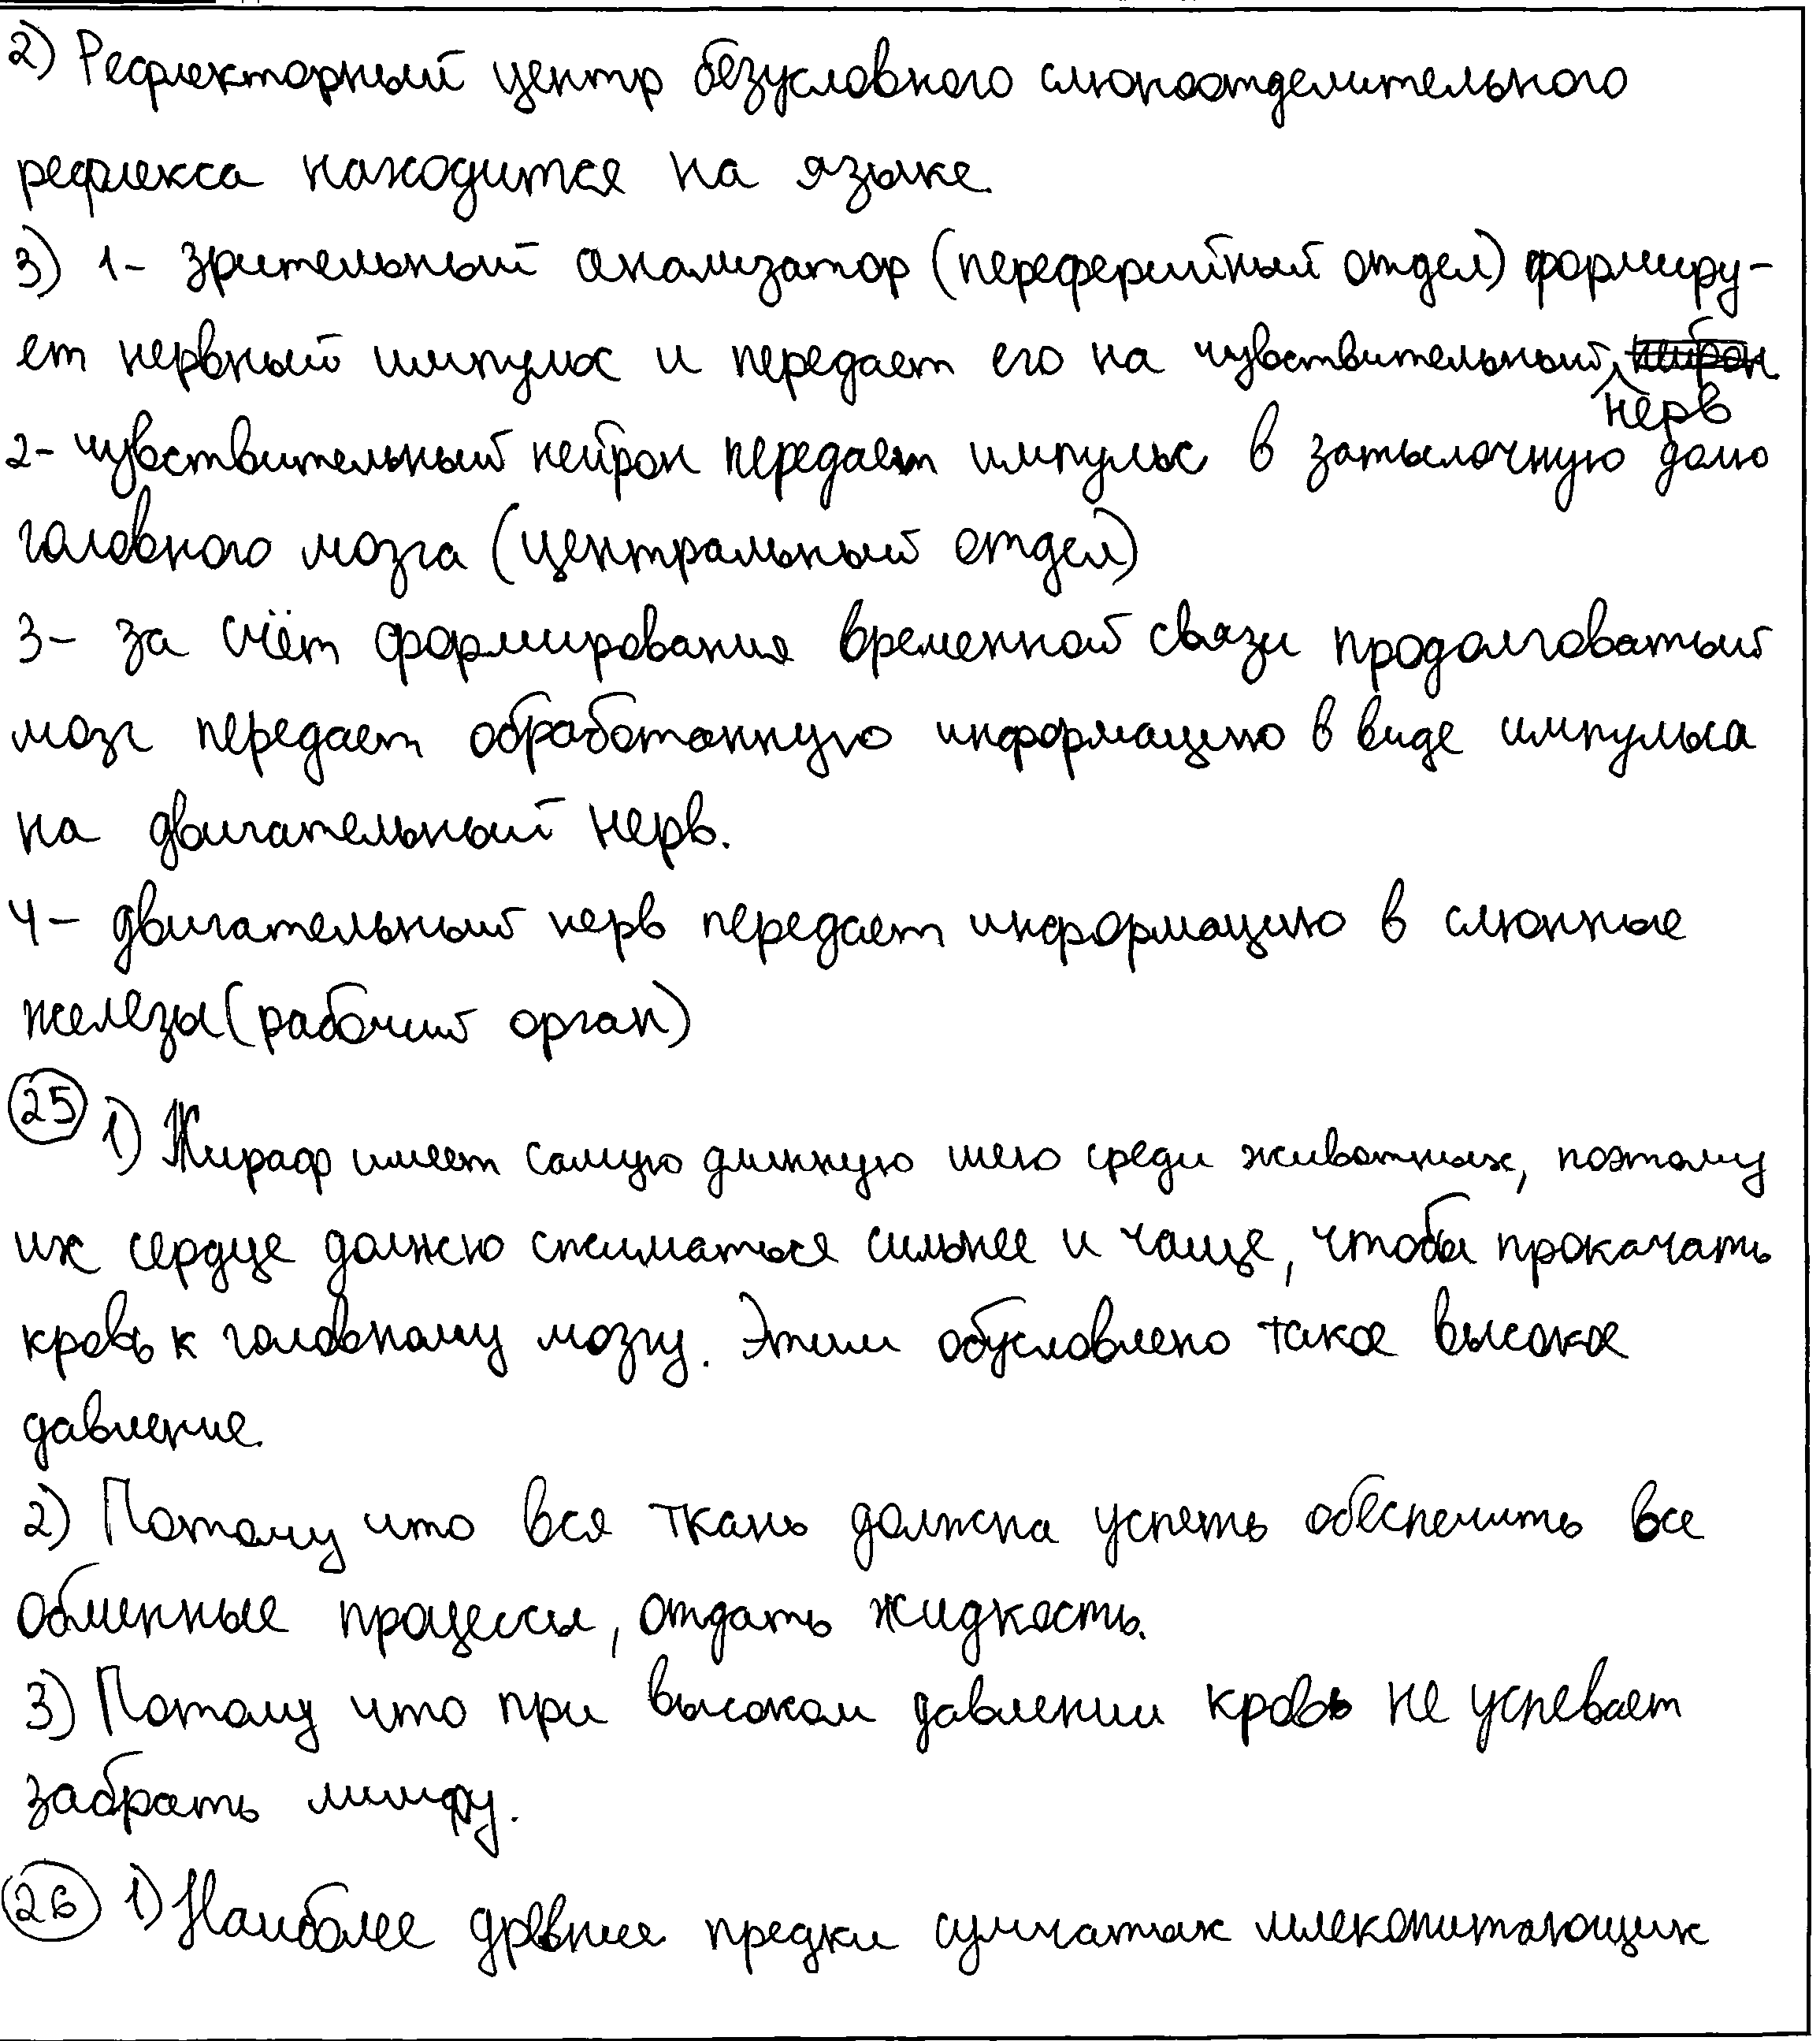 2) Рефлекторный центр безусловного слюноотделительного
рефлекса находится на языке.
3) 1- зрительный анализатор (переферийный отдел) формиру-
ет нервный импульс и передает его на чувствительный нейрон
нерв
2- чувствительный нейрон передает импульс в затылочную долю
головного мозга (центральный отдел)
3- за счёт формирования временной связи продолговатый
мозг передает обработанную информацию в виде импульса
на двигательный нерв.
4- двигательный нерв передает информацию в слюнные
железы (рабочий орган)
25 1) Жираф имеет самую длинную шею среди животных, поэтому
их сердце должно сжиматься сильнее и чаще, чтобы прокачать
кровь к головному мозгу. Этим обусловлено такое высокое
давление.
2) Потому что вся ткань должна успеть обеспечить все
обменные процессы, отдать жидкость.
3) Потому что при высоком давлении кровь не успевает
забрать лимфу.
26 1) Наиболее древние предки сумчатых млекопитающих